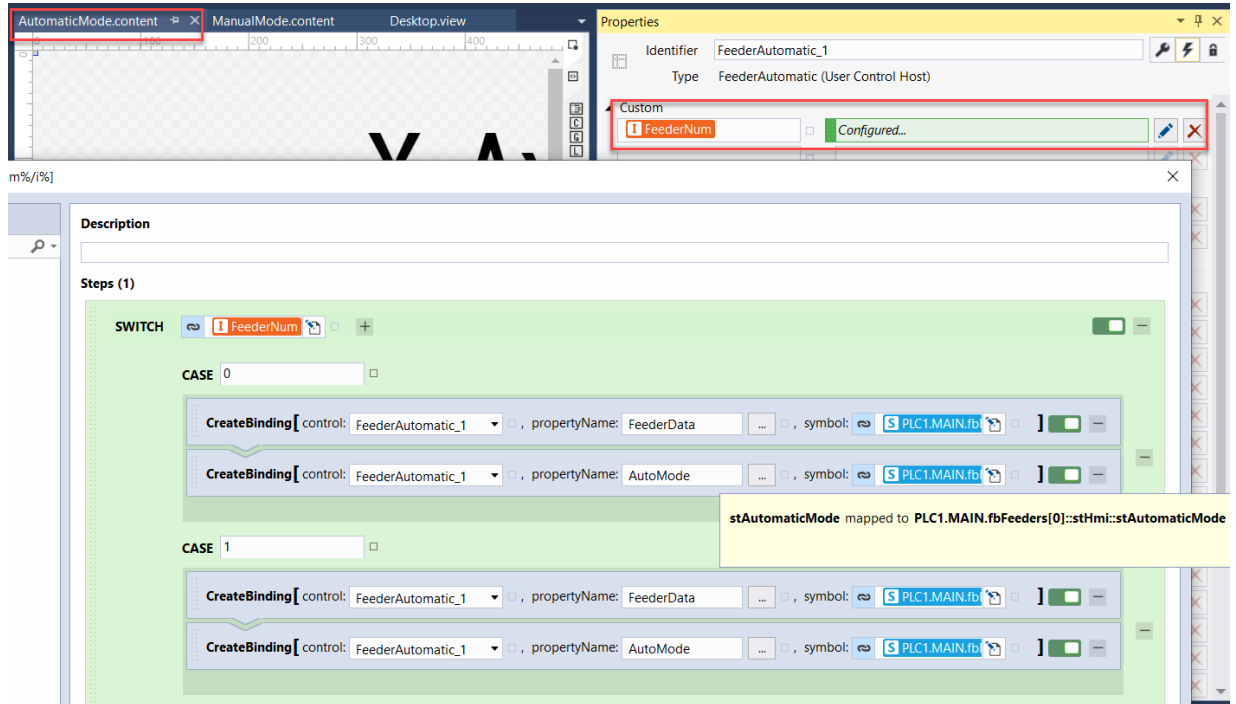 AutomaticMode.content ManualMode.content Desktop.view
0 100 200 300 400
Properties
Identifier FeederAutomatic_1
Type FeederAutomatic (User Control Host)
Custom
I FeederNum Configured...
m%/i%]
Description
Steps (1)
SWITCH I FeederNum +
CASE 0
CreateBinding[ control: FeederAutomatic_1 , propertyName: FeederData ... , symbol: S PLC1.MAIN.fb ]
CreateBinding[ control: FeederAutomatic_1 , propertyName: AutoMode ... , symbol: S PLC1.MAIN.fb ]
stAutomaticMode mapped to PLC1.MAIN.fbFeeders[0]::stHmi::stAutomaticMode
CASE 1
CreateBinding[ control: FeederAutomatic_1 , propertyName: FeederData ... , symbol: S PLC1.MAIN.fb ]
CreateBinding[ control: FeederAutomatic_1 , propertyName: AutoMode ... , symbol: S PLC1.MAIN.fb ]